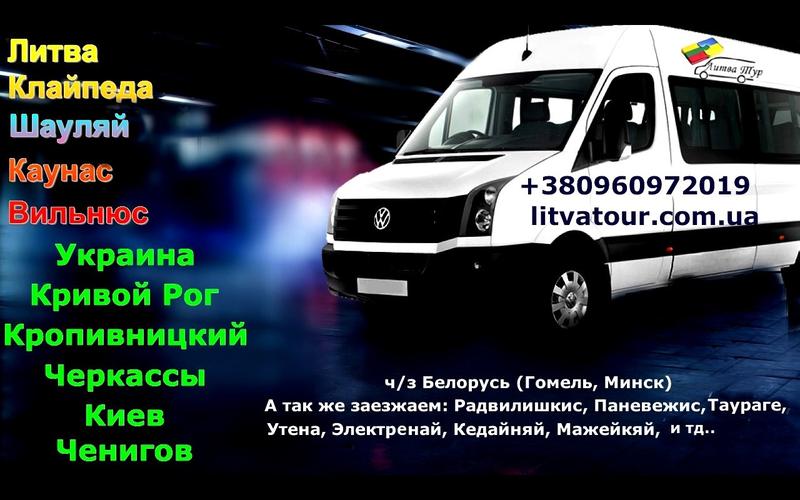 Литва
Клайпеда
Шауляй
Каунас
Вильнюс
Украина
Кривой Рог
Кропивницкий
Черкассы
Киев
Ченигов
Литва Тур
+380960972019
litvatour.com.ua
ч/з Белорусь (Гомель, Минск)
А так же заезжаем: Радвилишкис, Паневежис,Таураге,
Утена, Электренай, Кедайняй, Мажейкяй, и тд..